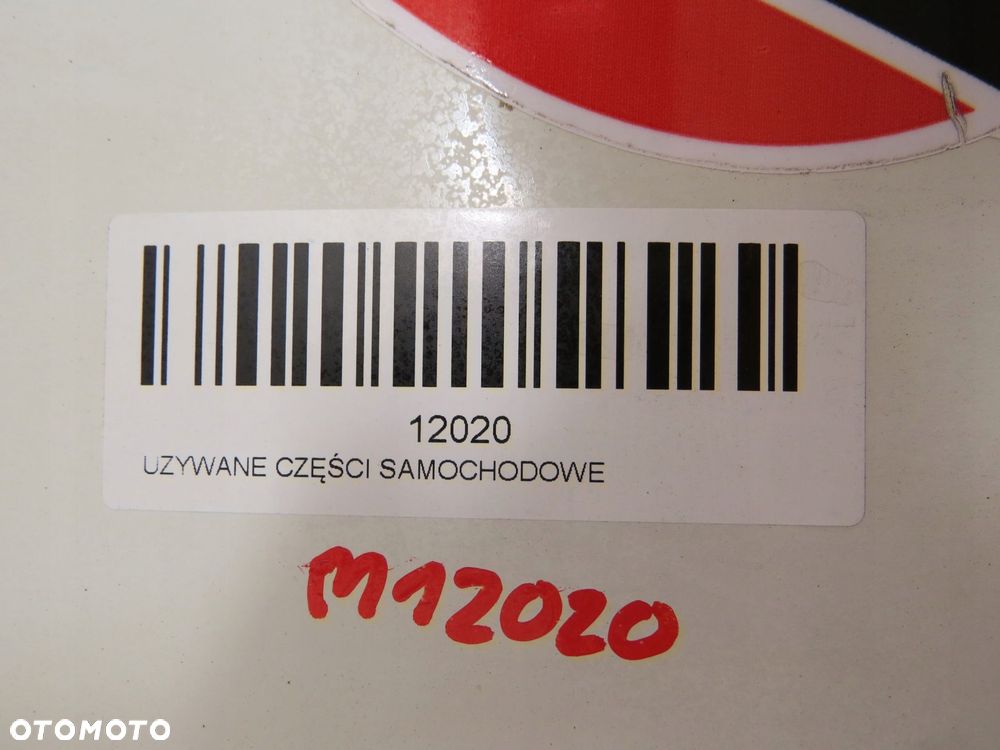 12020
UZYWANE CZĘŚCI SAMOCHODOWE
M12020
OTOMOTO